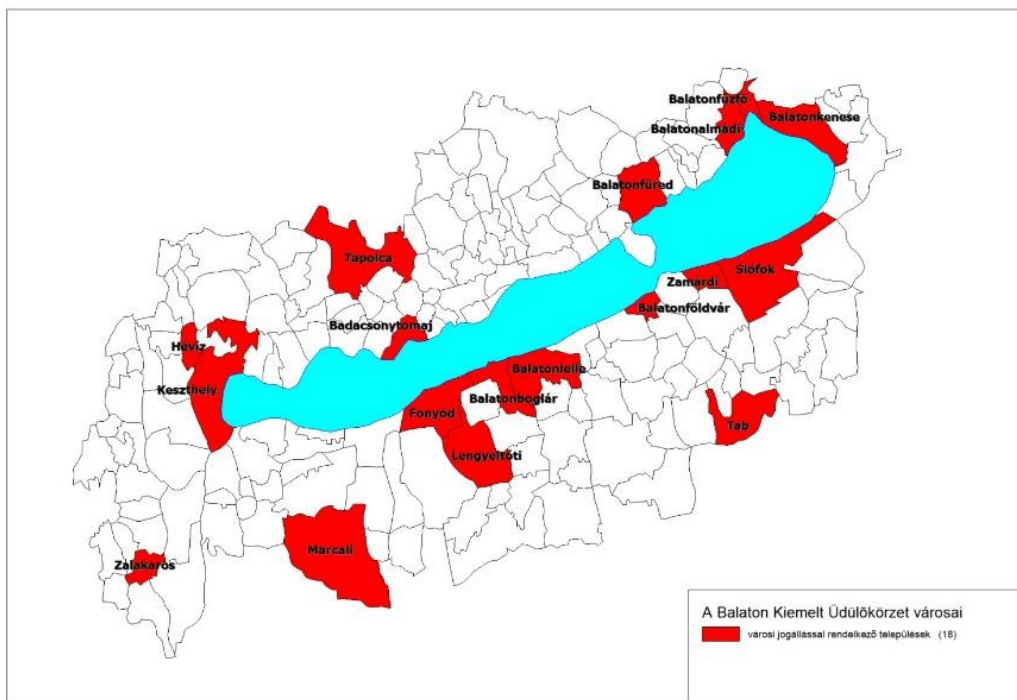 Balatonfűzfő
Balatonkenese
Balatonalmádi
Balatonfüred
Tapolca
Siófok
Zamárdi
Balatonföldvár
Badacsonytomaj
Hévíz
Keszthely
Balatonlelle
Balatonboglár
Fonyód
Tab
Lengyeltóti
Marcali
Zalakaros
A Balaton Kiemelt Üdülőkörzet városai
városi jogállással rendelkező települések (18)